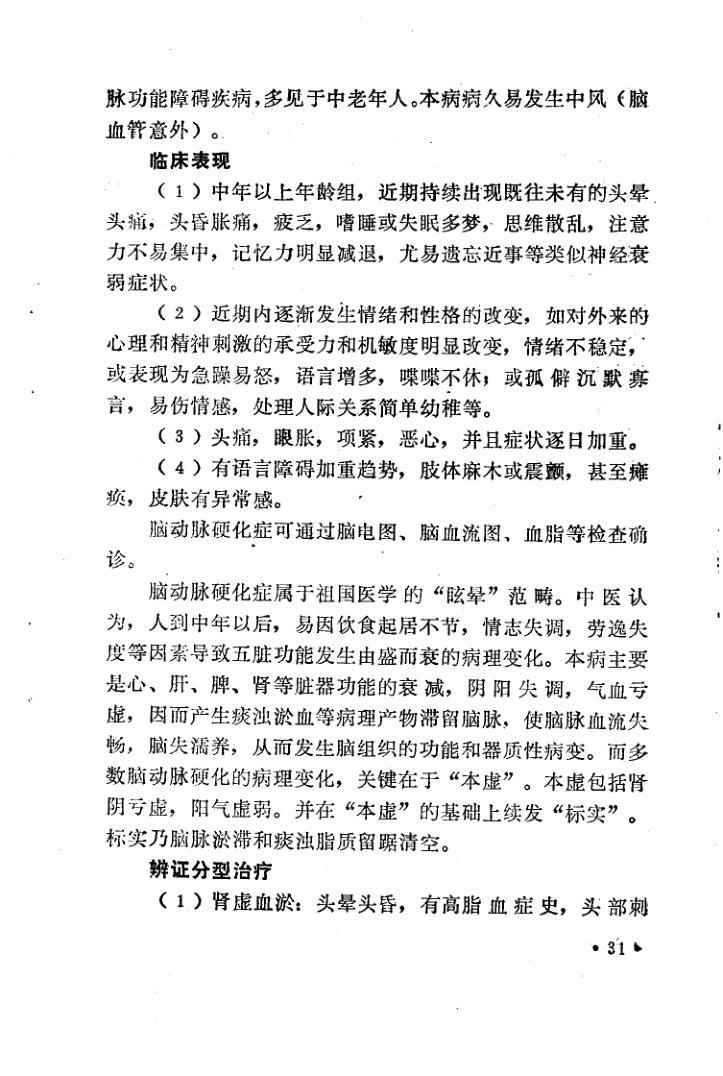 脉功能障碍疾病，多见于中老年人。本病病久易发生中风（脑
血管意外）。
临床表现
（1）中年以上年龄组，近期持续出现既往未有的头晕
头痛，头昏胀痛，疲乏，嗜睡或失眠多梦，思维散乱，注意
力不易集中，记忆力明显减退，尤易遗忘近事等类似神经衰
弱症状。
（2）近期内逐渐发生情绪和性格的改变，如对外来的
心理和精神刺激的承受力和机敏度明显改变，情绪不稳定，
或表现为急躁易怒，语言增多，喋喋不休；或孤僻沉默寡
言，易伤情感，处理人际关系简单幼稚等。
（3）头痛，眼胀，项紧，恶心，并且症状逐日加重。
（4）有语言障碍加重趋势，肢体麻木或震颤，甚至瘫
痪，皮肤有异常感。
脑动脉硬化症可通过脑电图、脑血流图、血脂等检查确
诊。
脑动脉硬化症属于祖国医学的“眩晕”范畴。中医认
为，人到中年以后，易因饮食起居不节，情志失调，劳逸失
度等因素导致五脏功能发生由盛而衰的病理变化。本病主要
是心、肝、脾、肾等脏器功能的衰减，阴阳失调，气血亏
虚，因而产生痰浊淤血等病理产物滞留脑脉，使脑脉血流失
畅，脑失濡养，从而发生脑组织的功能和器质性病变。而多
数脑动脉硬化的病理变化，关键在于“本虚”。本虚包括肾
阴亏虚，阳气虚弱。并在“本虚”的基础上续发“标实”。
标实乃脑脉淤滞和痰浊脂质留踞清空。
辨证分型治疗
（1）肾虚血淤：头晕头昏，有高脂血症史，头部刺
•31•